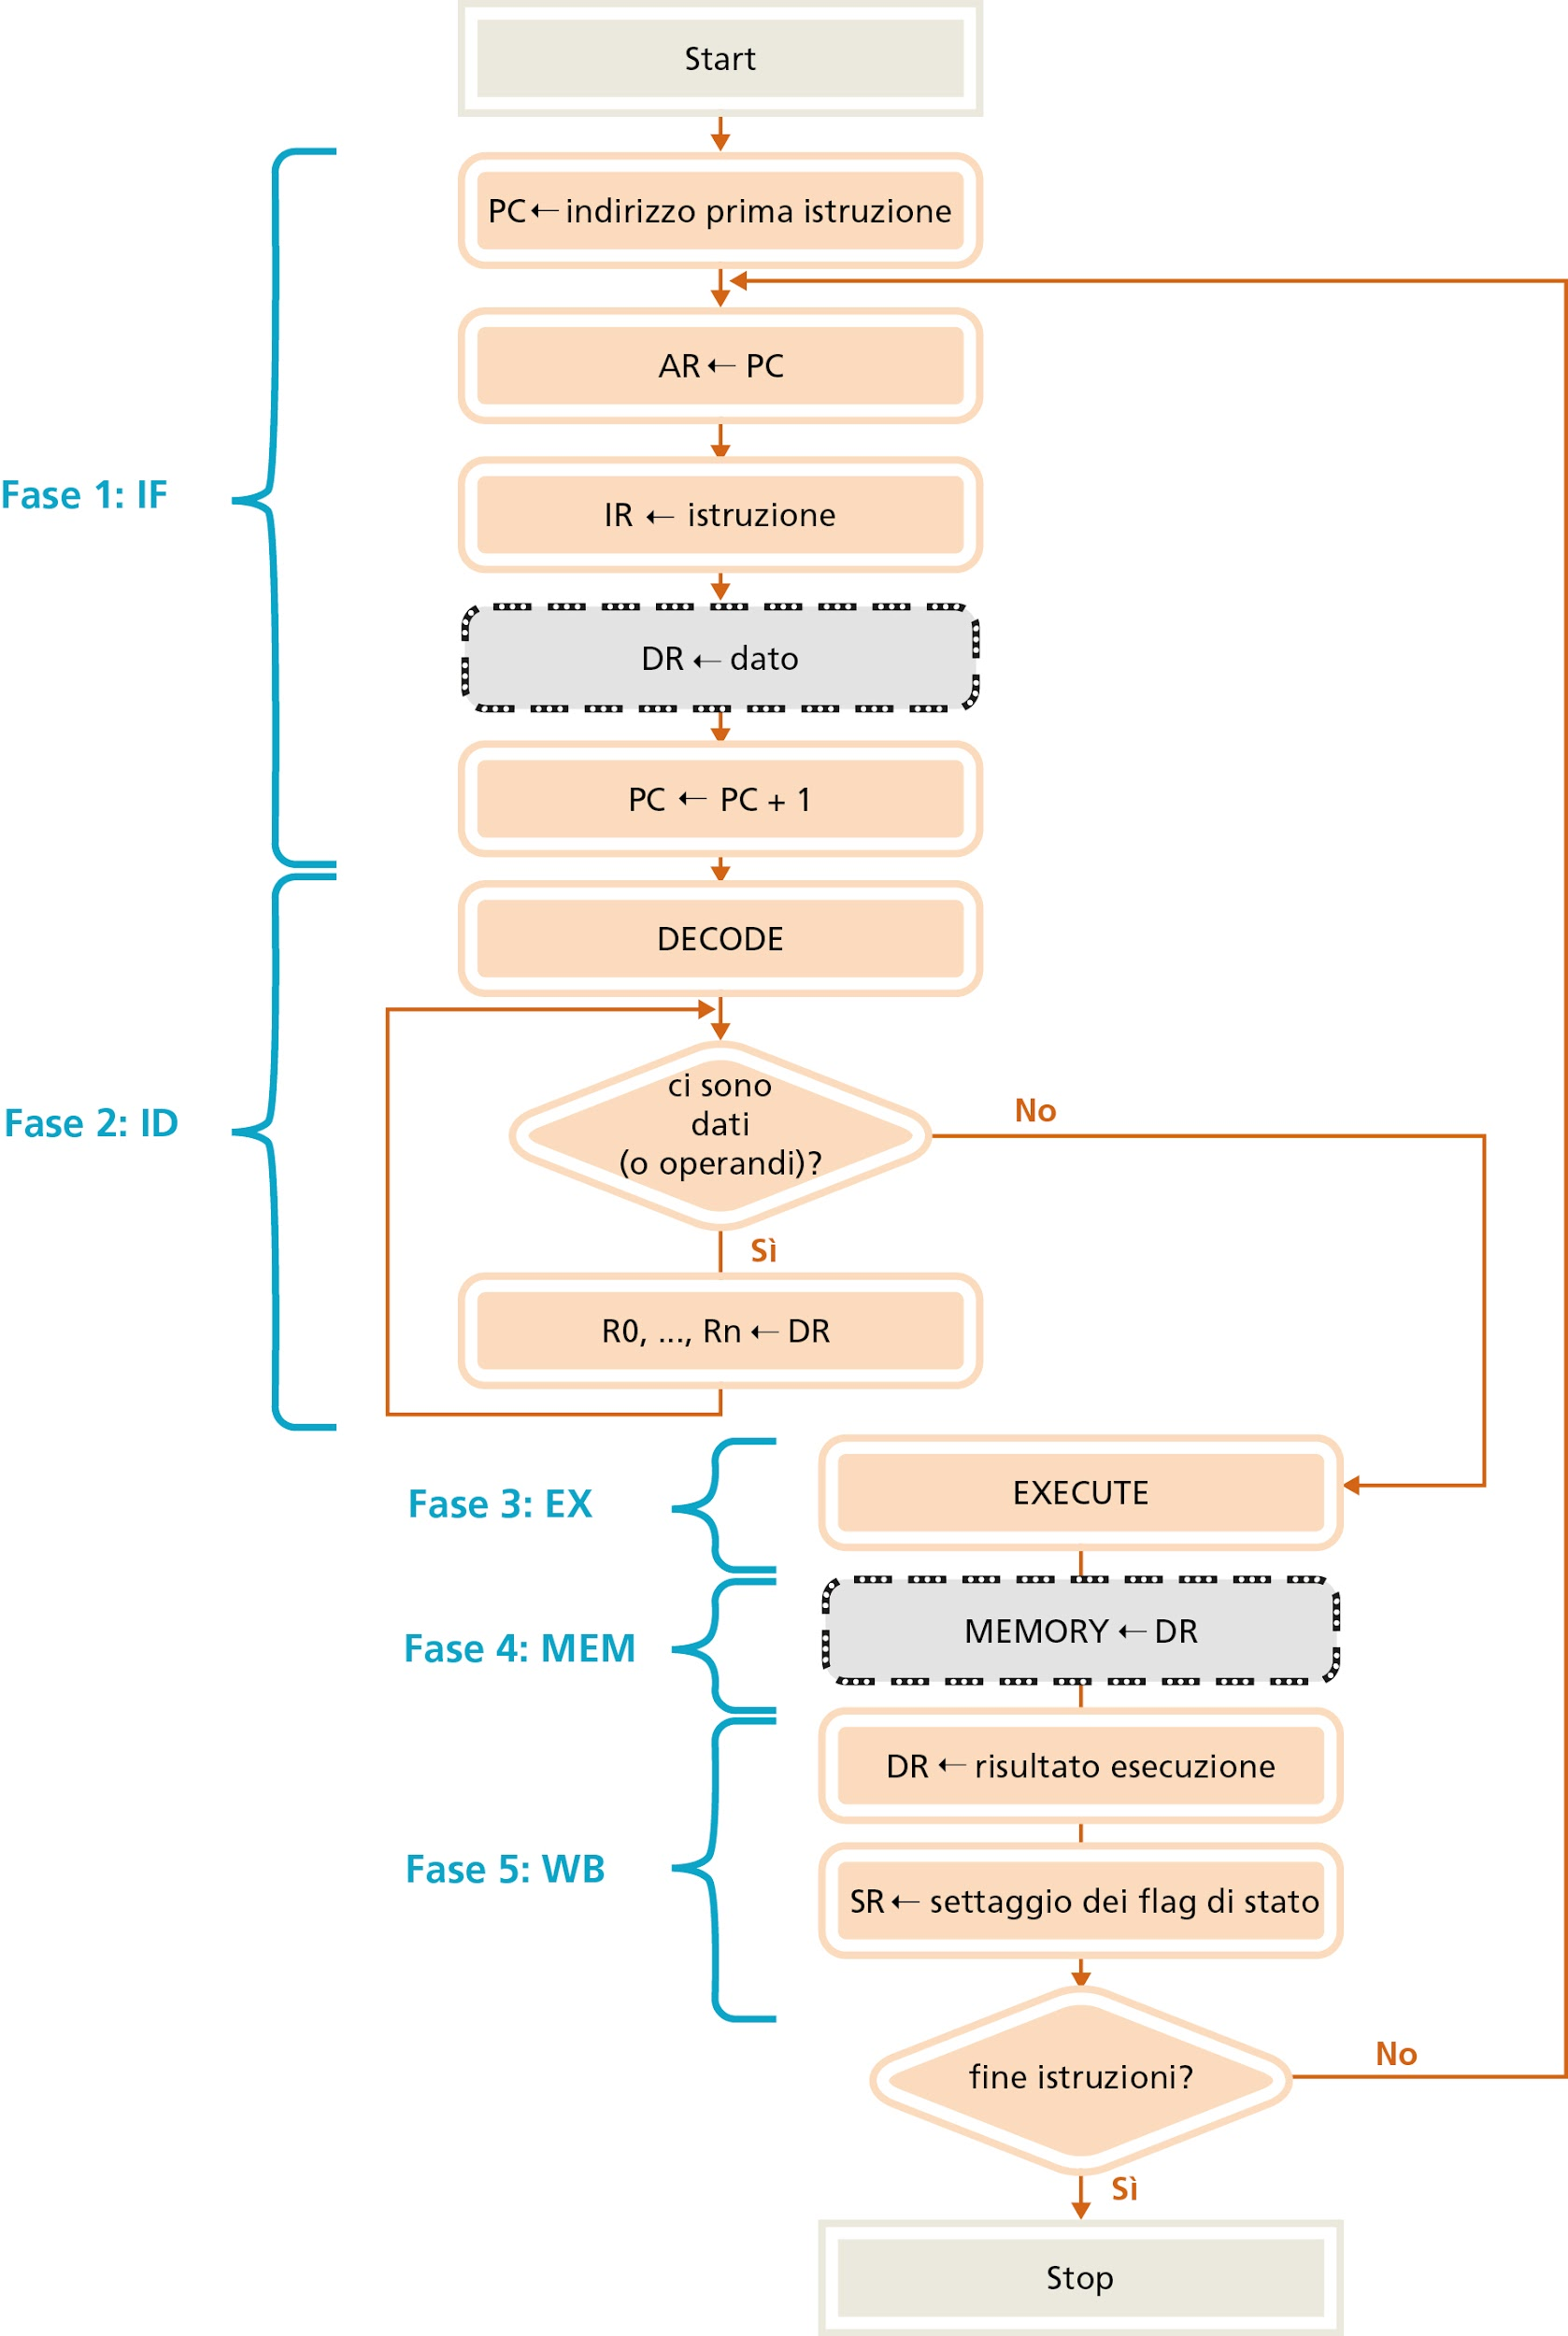 Start
PC ← indirizzo prima istruzione
AR ← PC
IR ← istruzione
Fase 1: IF
DR ← dato
PC ← PC + 1
DECODE
ci sono
dati
(o operandi)?
No
Fase 2: ID
Sì
R0, ..., Rn ← DR
Fase 3: EX
EXECUTE
Fase 4: MEM
MEMORY ← DR
DR ← risultato esecuzione
Fase 5: WB
SR ← settaggio dei flag di stato
fine istruzioni?
No
Sì
Stop